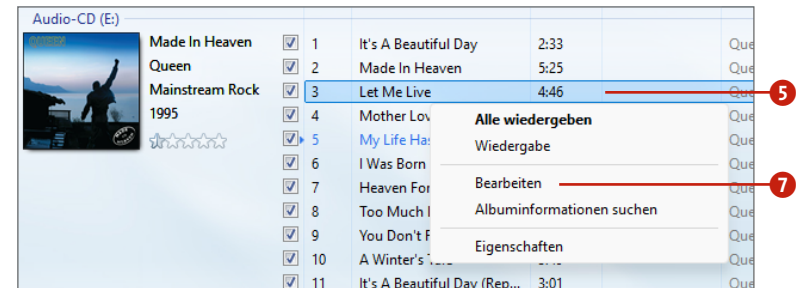 Audio-CD (E:)
Made In Heaven
Queen
Mainstream Rock
1995
1 It's A Beautiful Day 2:33
2 Made In Heaven 5:25
3 Let Me Live 4:46 5
4 Mother Lov
5 My Life Has
6 I Was Born
7 Heaven For
8 Too Much
9 You Don't F
10 A Winter's
11 It's A Beautiful Day (Rep... 3:01
Alle wiedergeben
Wiedergabe
Bearbeiten 7
Albuminformationen suchen
Eigenschaften
Que
Que
Que
Que
Que
Que
Que
Que
Que
Que
Que